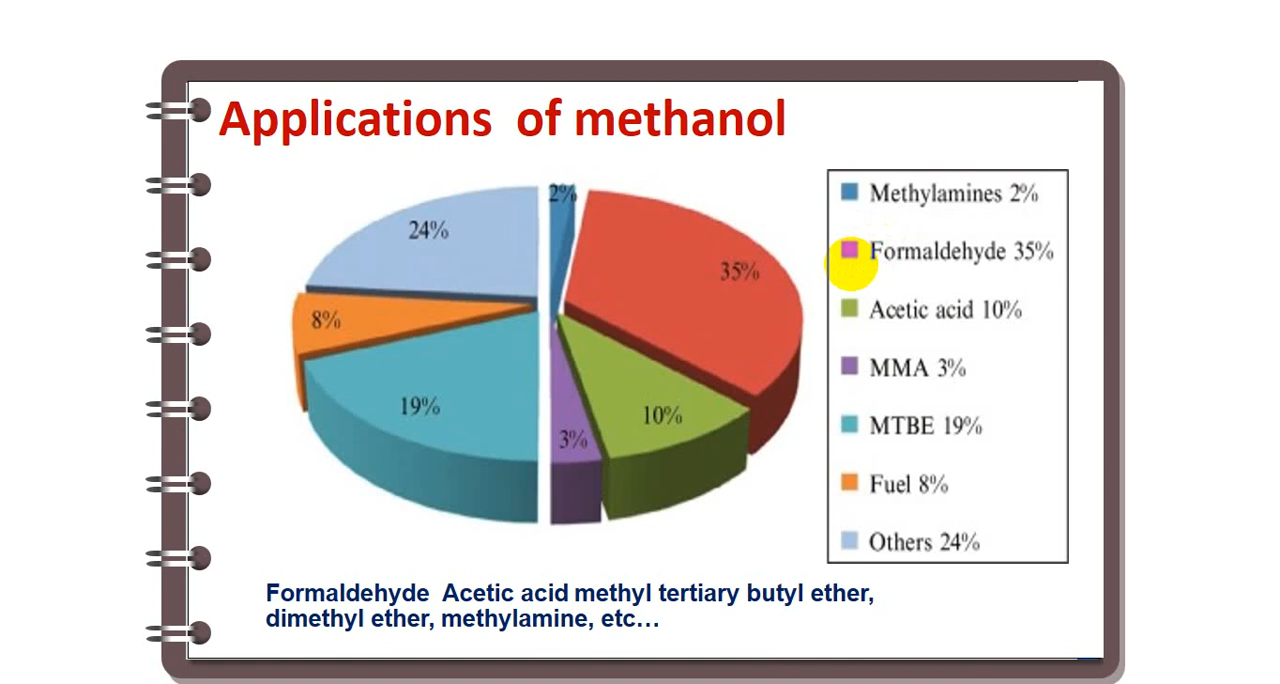 Applications of methanol
2%
24%
35%
8%
19%
10%
3%
Methylamines 2%
Formaldehyde 35%
Acetic acid 10%
MMA 3%
MTBE 19%
Fuel 8%
Others 24%
Formaldehyde Acetic acid methyl tertiary butyl ether,
dimethyl ether, methylamine, etc…